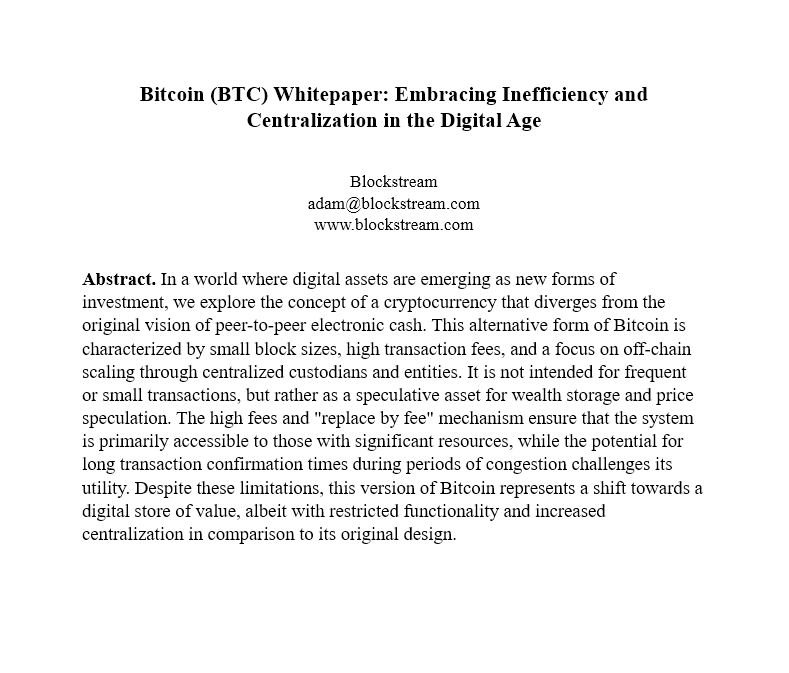 Bitcoin (BTC) Whitepaper: Embracing Inefficiency and
Centralization in the Digital Age
Blockstream
adam@blockstream.com
www.blockstream.com
Abstract. In a world where digital assets are emerging as new forms of
investment, we explore the concept of a cryptocurrency that diverges from the
original vision of peer-to-peer electronic cash. This alternative form of Bitcoin is
characterized by small block sizes, high transaction fees, and a focus on off-chain
scaling through centralized custodians and entities. It is not intended for frequent
or small transactions, but rather as a speculative asset for wealth storage and price
speculation. The high fees and "replace by fee" mechanism ensure that the system
is primarily accessible to those with significant resources, while the potential for
long transaction confirmation times during periods of congestion challenges its
utility. Despite these limitations, this version of Bitcoin represents a shift towards a
digital store of value, albeit with restricted functionality and increased
centralization in comparison to its original design.